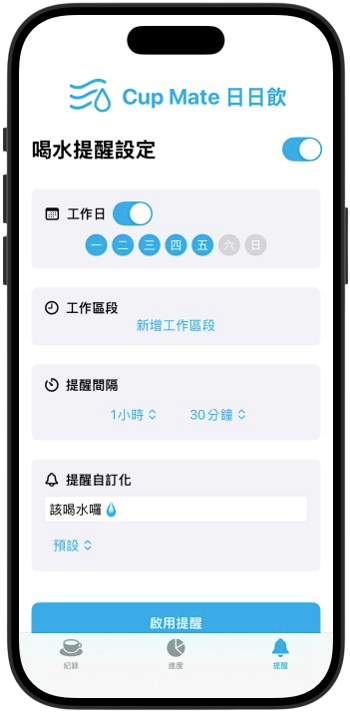 Cup Mate 日日飲
喝水提醒設定
工作日
一 二 三 四 五 六 日
工作區段
新增工作區段
提醒間隔
1小時 30分鐘
提醒自訂化
該喝水囉💧
預設
啟用提醒
紀錄 進度 提醒